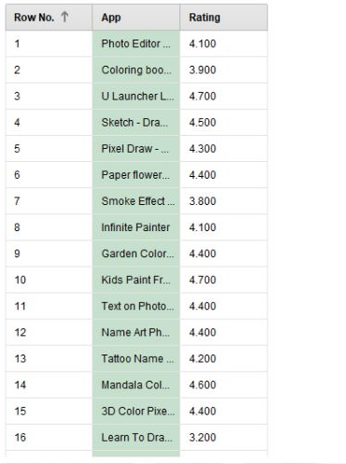 Row No. ↑ App Rating
1 Photo Editor ... 4.100
2 Coloring boo... 3.900
3 U Launcher L... 4.700
4 Sketch - Dra... 4.500
5 Pixel Draw - ... 4.300
6 Paper flower... 4.400
7 Smoke Effect ... 3.800
8 Infinite Painter 4.100
9 Garden Color... 4.400
10 Kids Paint Fr... 4.700
11 Text on Photo... 4.400
12 Name Art Ph... 4.400
13 Tattoo Name ... 4.200
14 Mandala Col... 4.600
15 3D Color Pixe... 4.400
16 Learn To Dra... 3.200